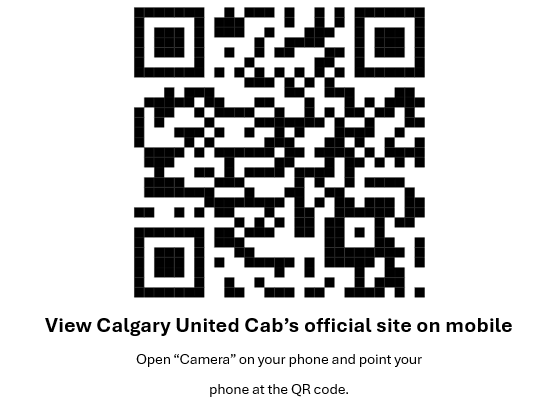 View Calgary United Cab’s official site on mobile
Open “Camera” on your phone and point your
phone at the QR code.